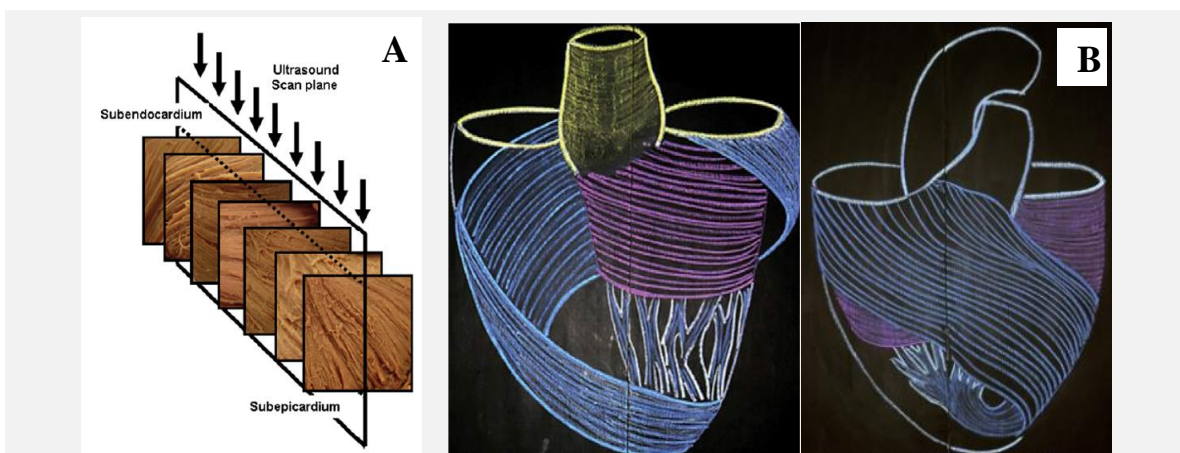 A
Ultrasound
Scan plane
Subendocardium
Subepicardium
B